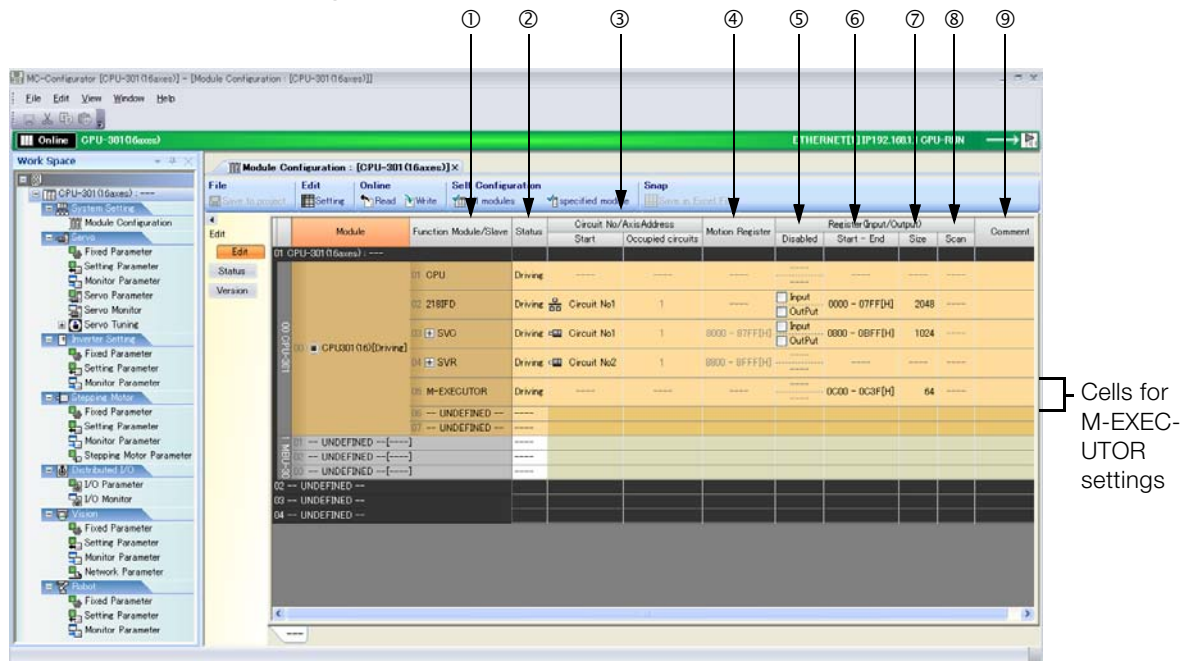 ① ② ③ ④ ⑤ ⑥ ⑦ ⑧ ⑨
MC-Configurator [CPU-301(16axes)] - [Module Configuration : [CPU-301(16axes)]]
File Edit View Window Help
Online CPU-301(16axes) ETHERNET[1] IP192.168.1.1 CPU-RUN
Work Space
Module Configuration : [CPU-301(16axes)] ×
File Edit Online Self Configuration Snap
Save to project Setting Read Write All modules specified module Save in Excel
CPU-301(16axes) : ----
System Setting
Module Configuration
Servo
Fixed Parameter
Setting Parameter
Monitor Parameter
Servo Parameter
Servo Monitor
Servo Tuning
Inverter Setting
Fixed Parameter
Setting Parameter
Monitor Parameter
Stepping Motor
Fixed Parameter
Setting Parameter
Monitor Parameter
Stepping Motor Parameter
Distributed I/O
I/O Parameter
I/O Monitor
Vision
Fixed Parameter
Setting Parameter
Monitor Parameter
Network Parameter
Robot
Fixed Parameter
Setting Parameter
Monitor Parameter
Edit
Edit
Status
Version
Module Function Module/Slave Status Circuit No/AxisAddress Motion Register Register(Input/Output) Comment
Start Occupied circuits Disabled Start - End Size Scan
01 CPU-301(16axes) : ----
00 CPU-301
00 CPU301(16)[Driving]
01 CPU Driving ---- ---- ---- ---- ---- ---- ----
02 218IFD Driving Circuit No1 1 ---- Input OutPut 0000 - 07FF[H] 2048 ----
03 SVC Driving Circuit No1 1 8000 - 87FF[H] Input OutPut 0800 - 0BFF[H] 1024 ----
04 SVR Driving Circuit No2 1 8800 - 8FFF[H] ---- ---- ---- ----
05 M-EXECUTOR Driving ---- ---- ---- ---- 0C00 - 0C3F[H] 64 ----
06 -- UNDEFINED -- ----
07 -- UNDEFINED -- ----
01 -- UNDEFINED --[----] ----
02 -- UNDEFINED --[----] ----
03 -- UNDEFINED --[----] ----
02 -- UNDEFINED --
03 -- UNDEFINED --
04 -- UNDEFINED --
----
Cells for
M-EXEC-
UTOR
settings